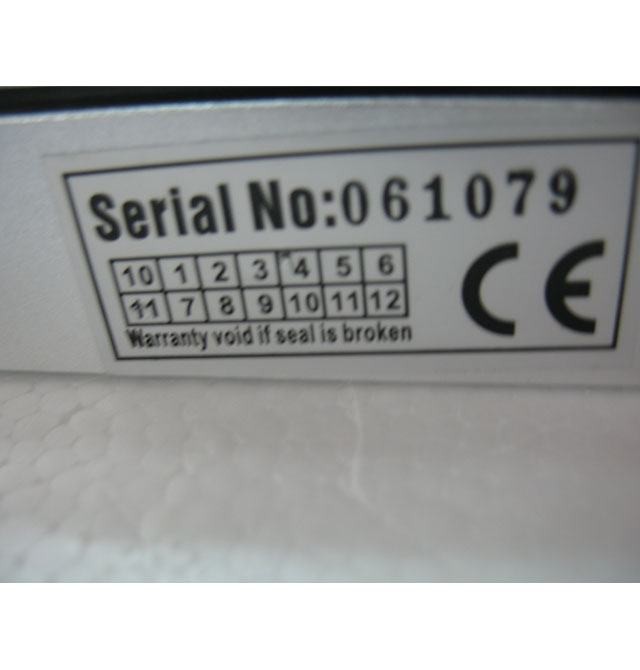 Serial No:061079
10 1 2 3 4 5 6
11 7 8 9 10 11 12
Warranty void if seal is broken
CE